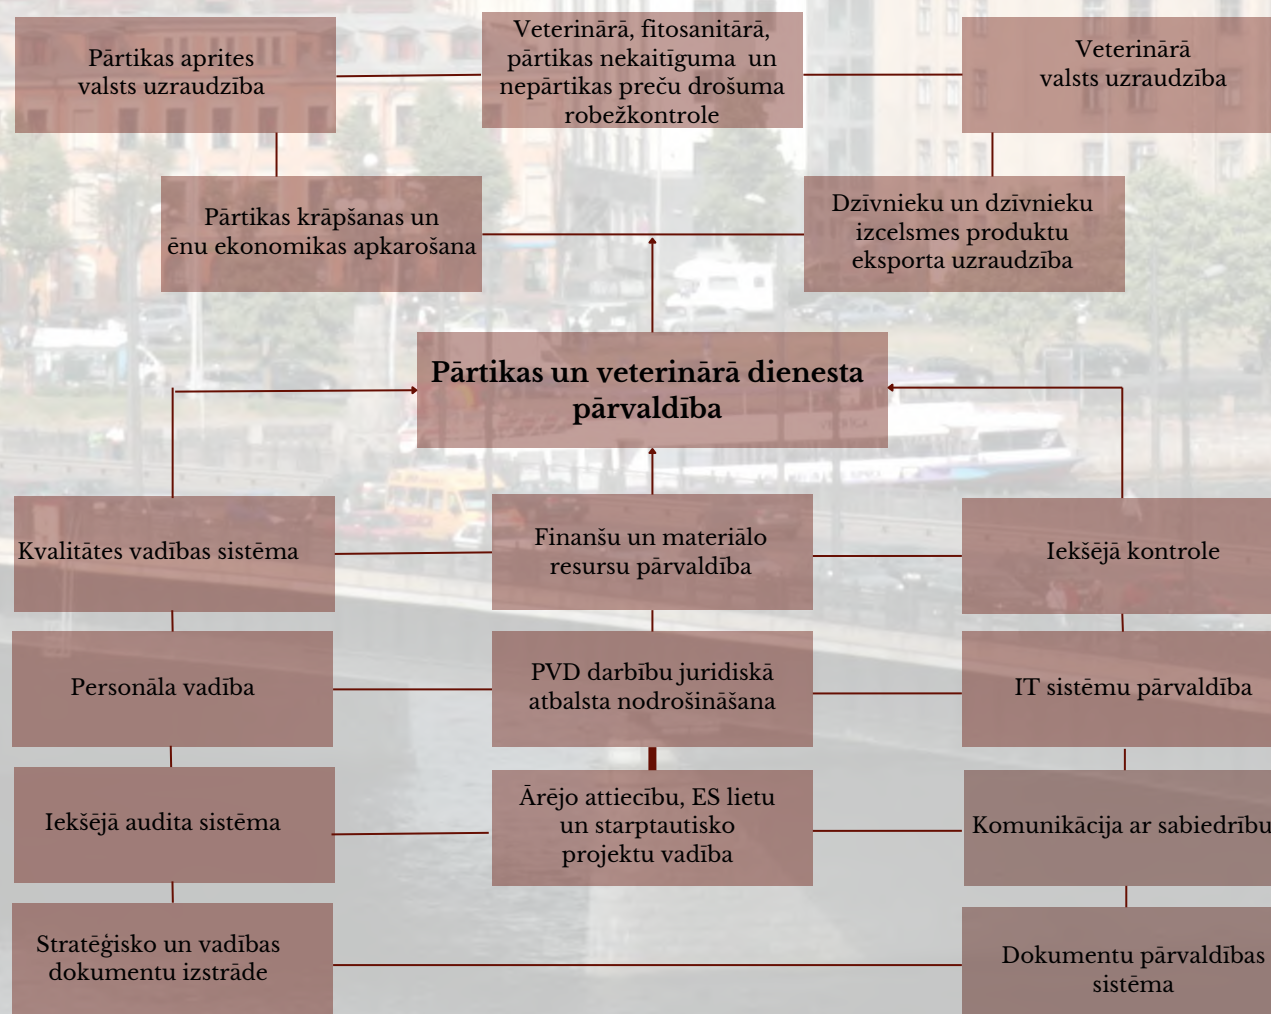 Pārtikas aprites
valsts uzraudzība
Veterinārā, fitosanitārā,
pārtikas nekaitīguma un
nepārtikas preču drošuma
robežkontrole
Veterinārā
valsts uzraudzība
Pārtikas krāpšanas un
ēnu ekonomikas apkarošana
Dzīvnieku un dzīvnieku
izcelsmes produktu
eksporta uzraudzība
Pārtikas un veterinārā dienesta
pārvaldība
Kvalitātes vadības sistēma
Finanšu un materiālo
resursu pārvaldība
Iekšējā kontrole
Personāla vadība
PVD darbību juridiskā
atbalsta nodrošināšana
IT sistēmu pārvaldība
Iekšējā audita sistēma
Ārējo attiecību, ES lietu
un starptautisko
projektu vadība
Komunikācija ar sabiedrību
Stratēģisko un vadības
dokumentu izstrāde
Dokumentu pārvaldības
sistēma